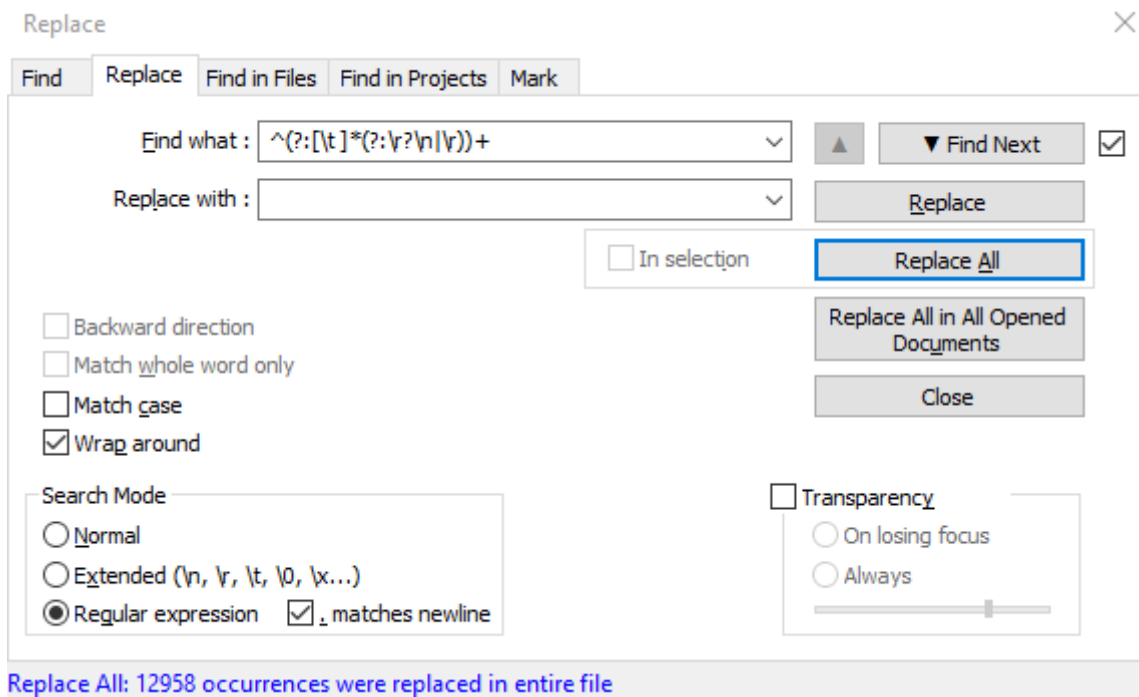 Replace
Find Replace Find in Files Find in Projects Mark
Find what : ^(?:[\t ]*(?:\r?\n|\r))+ ▲ ▼ Find Next
Replace with : Replace
In selection Replace All
Backward direction
Replace All in All Opened
Documents
Match whole word only
Match case
Close
Wrap around
Search Mode
Transparency
Normal
On losing focus
Extended (\n, \r, \t, \0, \x...)
Always
Regular expression . matches newline
Replace All: 12958 occurrences were replaced in entire file